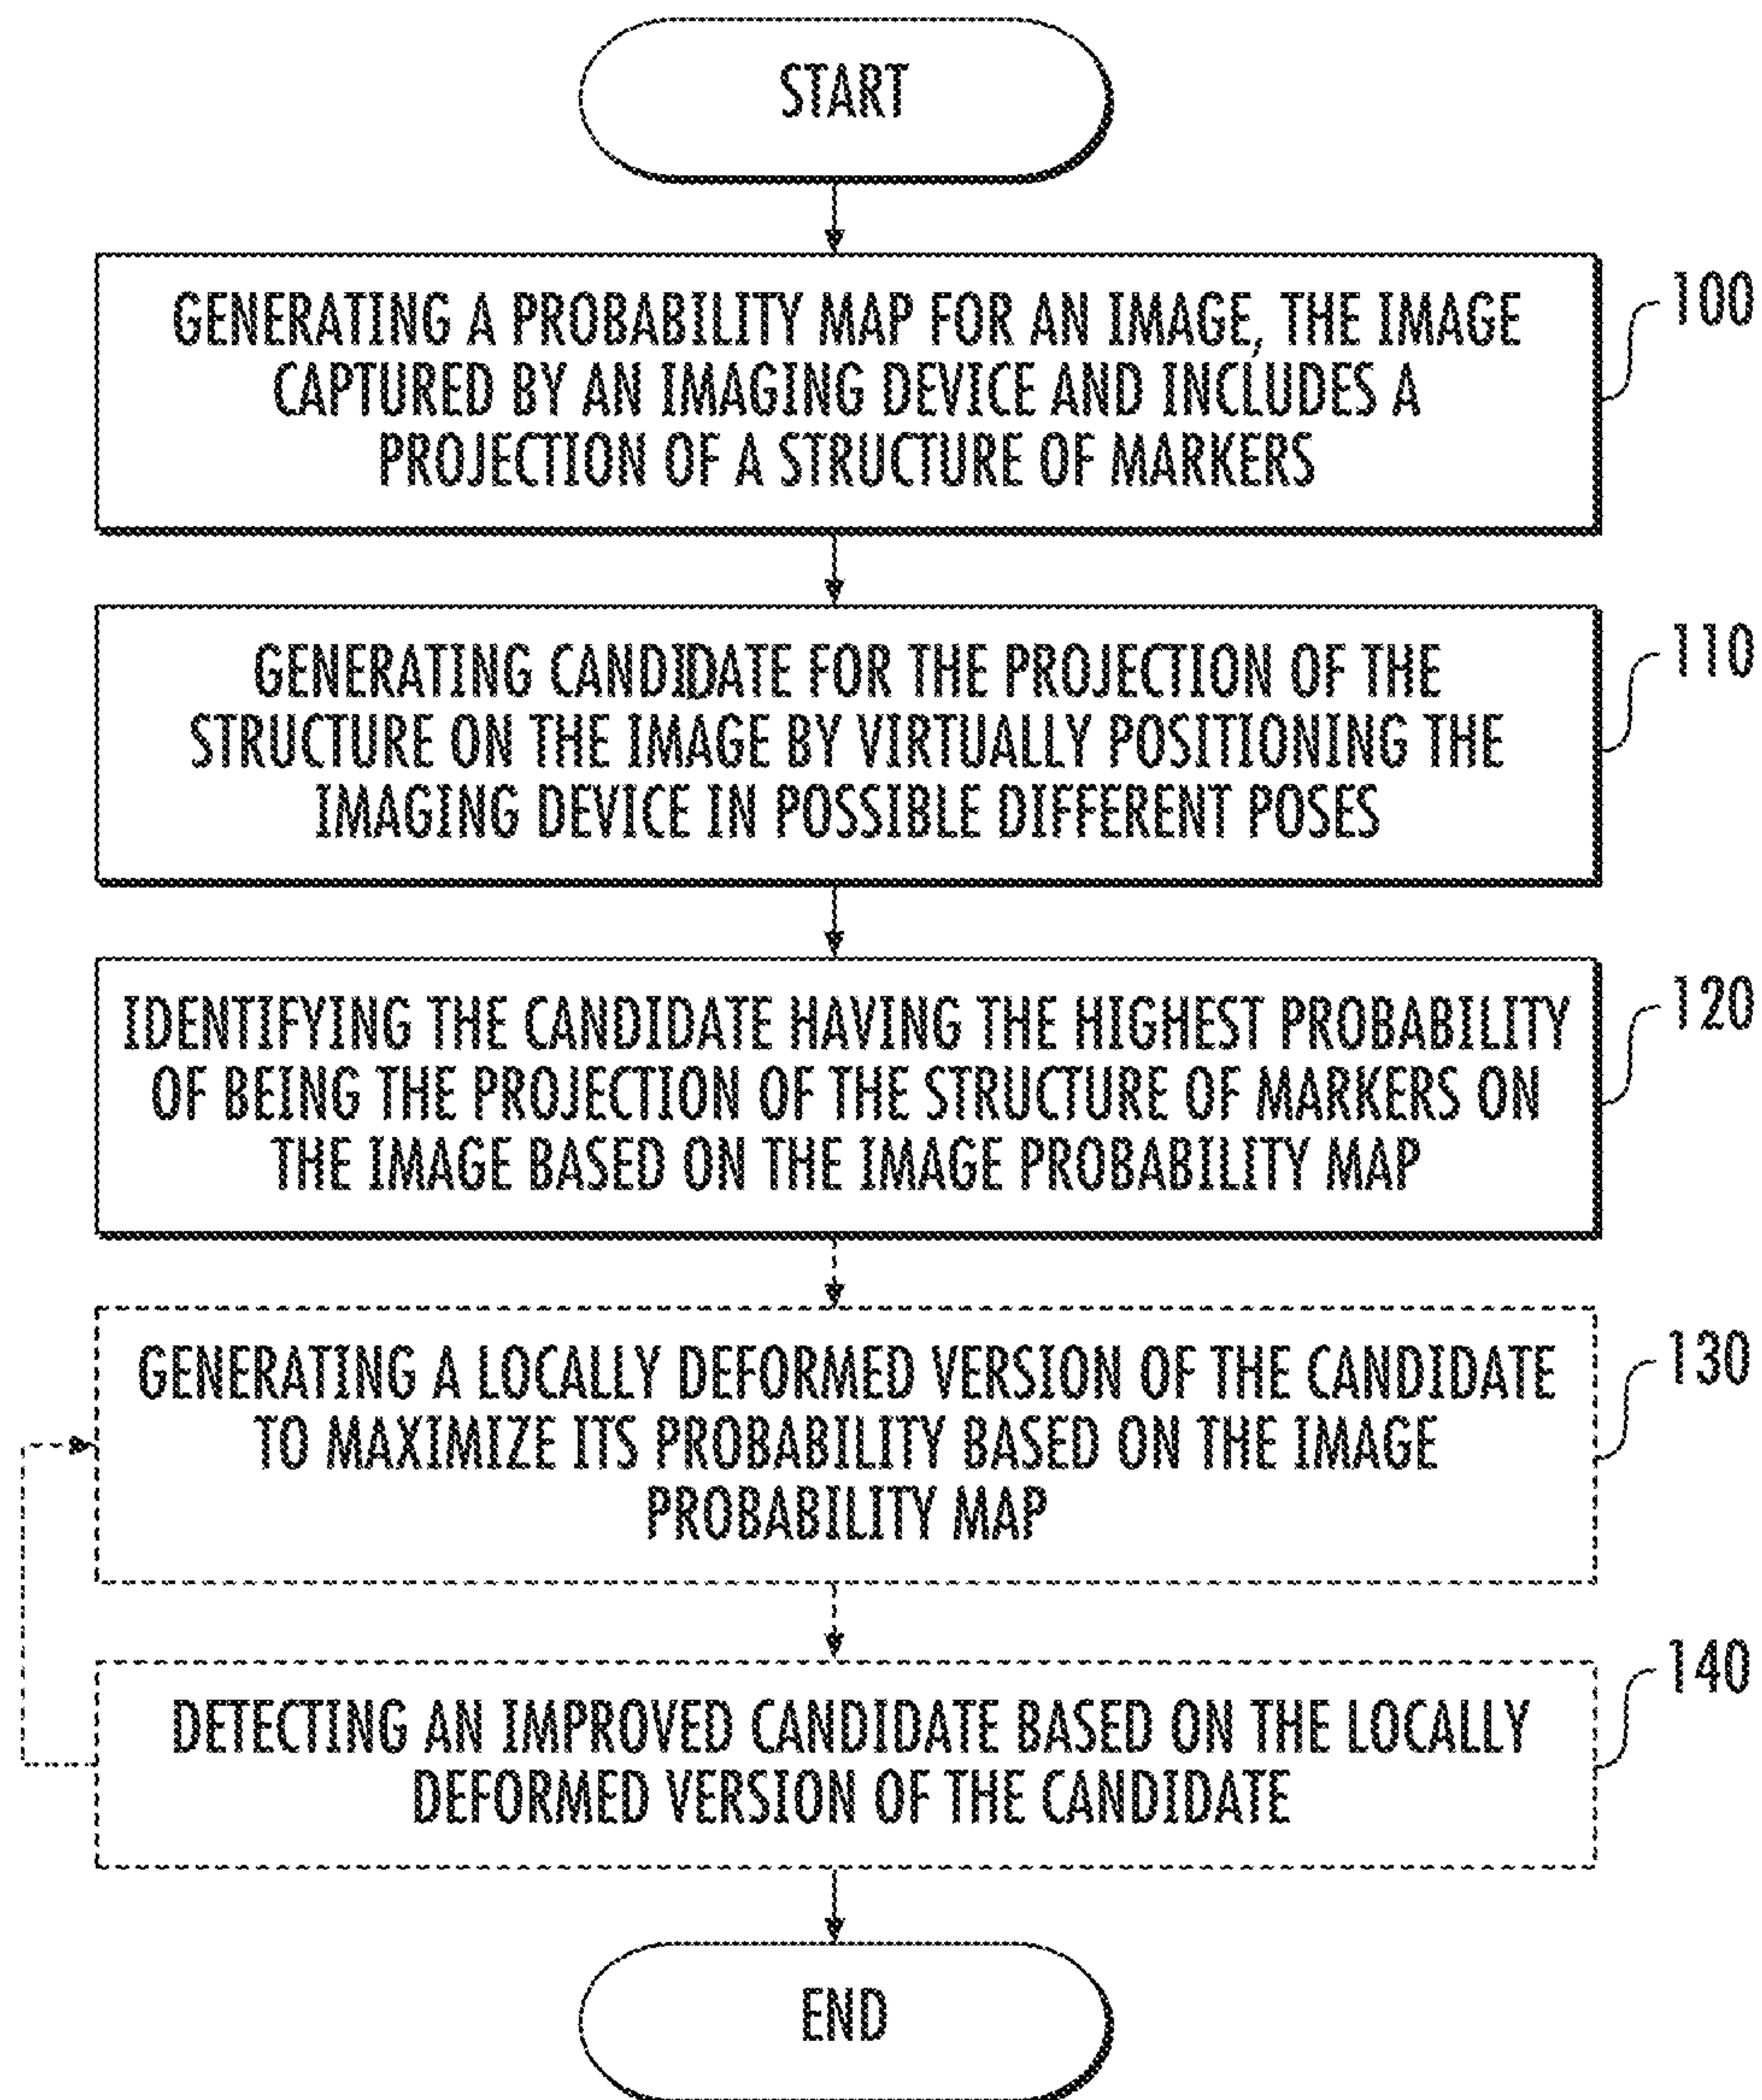 START
GENERATING A PROBABILITY MAP FOR AN IMAGE, THE IMAGE
CAPTURED BY AN IMAGING DEVICE AND INCLUDES A
PROJECTION OF A STRUCTURE OF MARKERS
100
GENERATING CANDIDATE FOR THE PROJECTION OF THE
STRUCTURE ON THE IMAGE BY VIRTUALLY POSITIONING THE
IMAGING DEVICE IN POSSIBLE DIFFERENT POSES
110
IDENTIFYING THE CANDIDATE HAVING THE HIGHEST PROBABILITY
OF BEING THE PROJECTION OF THE STRUCTURE OF MARKERS ON
THE IMAGE BASED ON THE IMAGE PROBABILITY MAP
120
GENERATING A LOCALLY DEFORMED VERSION OF THE CANDIDATE
TO MAXIMIZE ITS PROBABILITY BASED ON THE IMAGE
PROBABILITY MAP
130
DETECTING AN IMPROVED CANDIDATE BASED ON THE LOCALLY
DEFORMED VERSION OF THE CANDIDATE
140
END